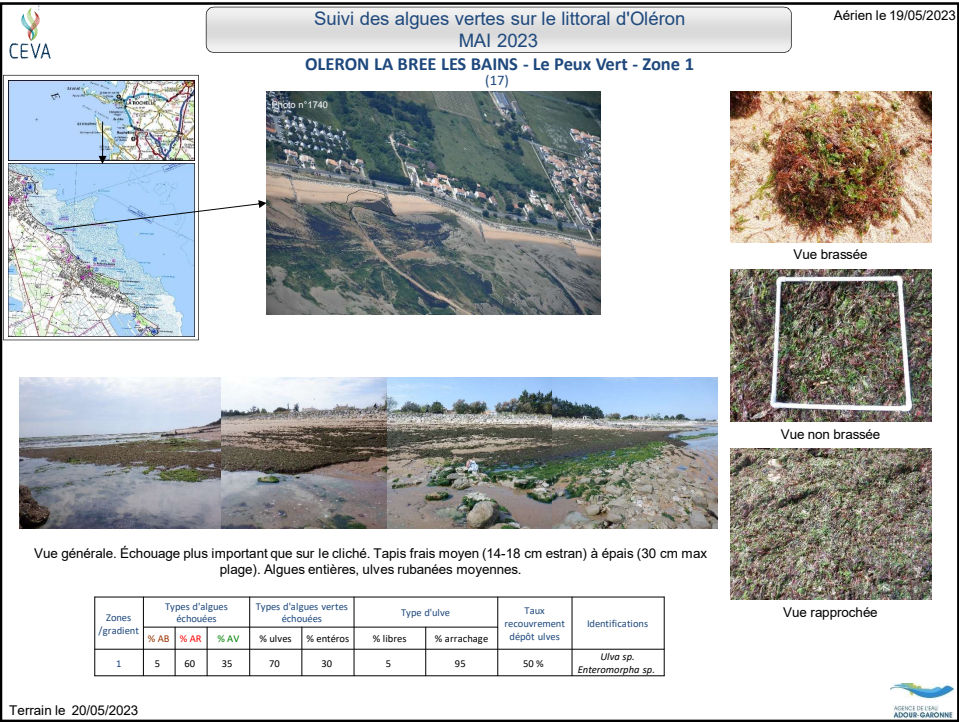 CEVA
Suivi des algues vertes sur le littoral d'Oléron
MAI 2023
Aérien le 19/05/2023
OLERON LA BREE LES BAINS - Le Peux Vert - Zone 1
(17)
LA ROCHELLE
Photo n°1740
Vue brassée
Vue non brassée
Vue rapprochée
Vue générale. Échouage plus important que sur le cliché. Tapis frais moyen (14-18 cm estran) à épais (30 cm max
plage). Algues entières, ulves rubanées moyennes.
Zones /gradient
Types d'algues échouées
Types d'algues vertes échouées
Type d'ulve
Taux recouvrement dépôt ulves
Identifications
% AB % AR % AV % ulves % entéros % libres % arrachage
1 5 60 35 70 30 5 95 50 % Ulva sp.
Enteromorpha sp.
Terrain le 20/05/2023
AGENCE DE L'EAU
ADOUR-GARONNE